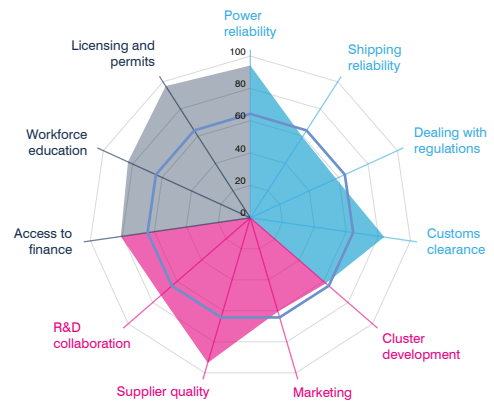 Power
reliability
Shipping
reliability
Dealing with
regulations
Customs
clearance
Cluster
development
Marketing
Supplier quality
R&D
collaboration
Access to
finance
Workforce
education
Licensing and
permits
100
80
60
40
20
0